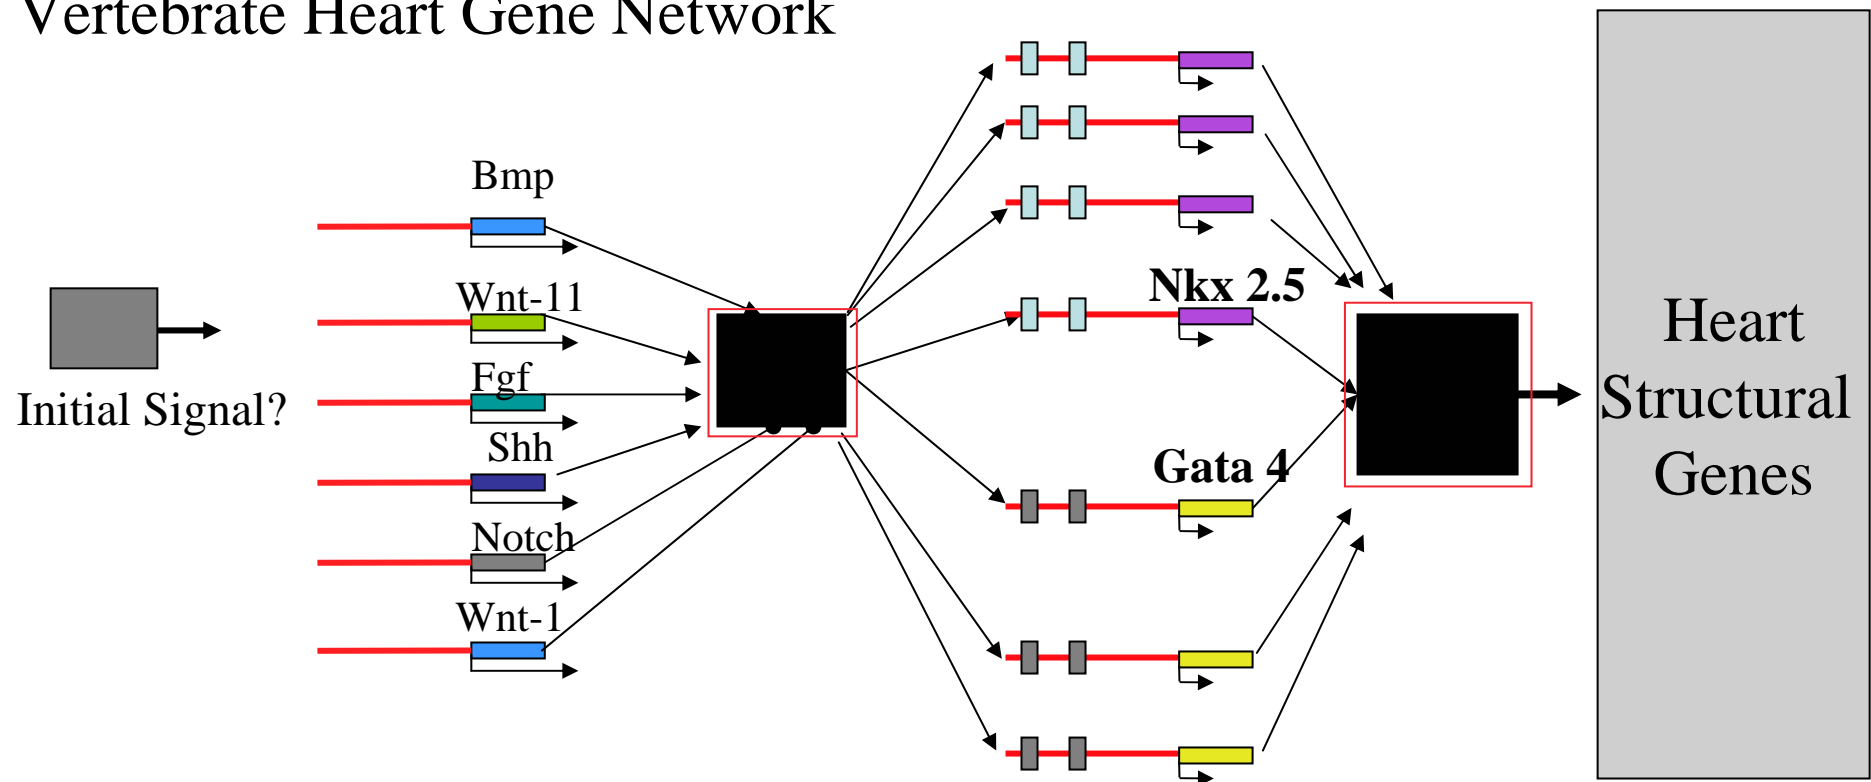 Vertebrate Heart Gene Network
Bmp
Wnt-11
Fgf
Shh
Notch
Wnt-1
Initial Signal?
Nkx 2.5
Gata 4
Heart
Structural
Genes